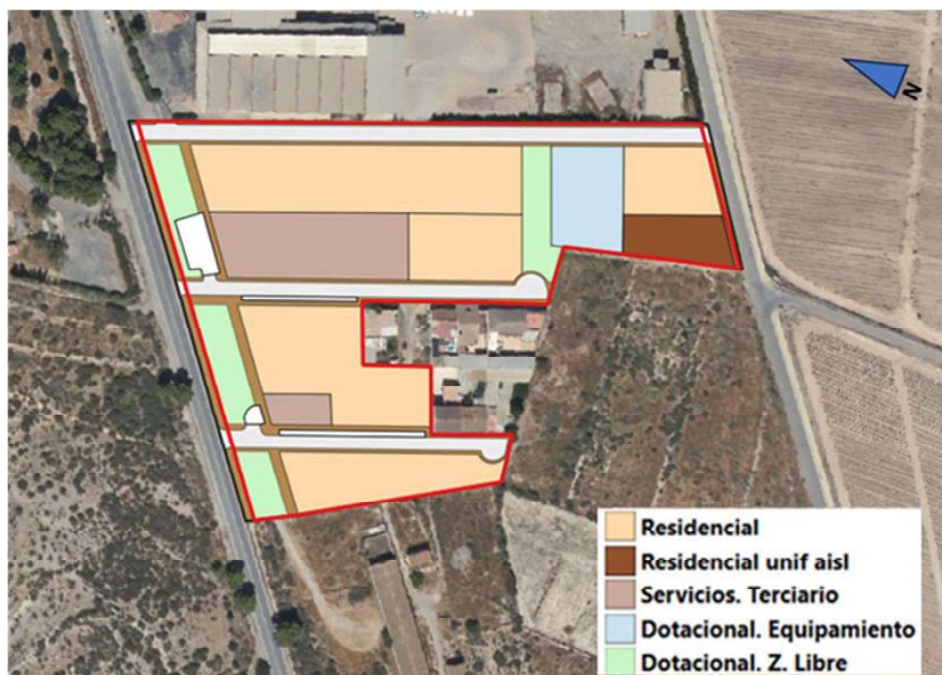 N
Residencial
Residencial unif aisl
Servicios. Terciario
Dotacional. Equipamiento
Dotacional. Z. Libre